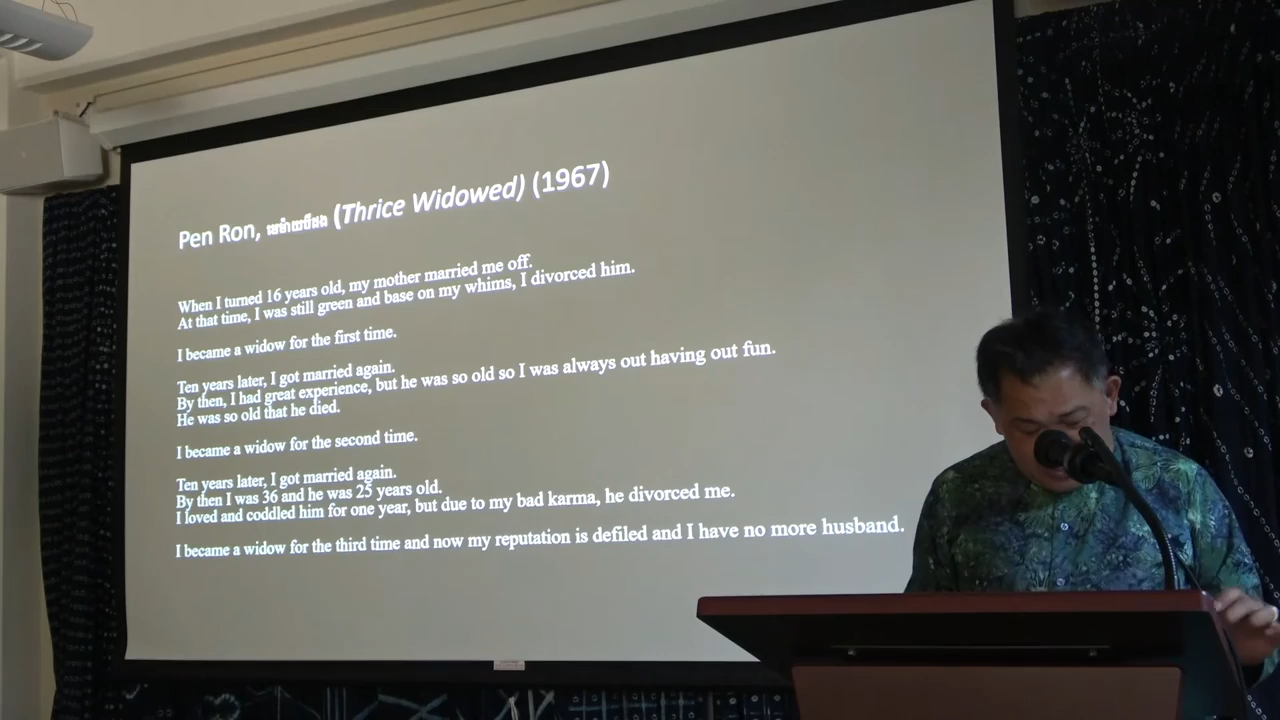 Pen Ron, (Thrice Widowed) (1967)
When I turned 16 years old, my mother married me off.
At that time, I was still green and base on my whims, I divorced him.
I became a widow for the first time.
Ten years later, I got married again.
By then, I had great experience, but he was so old so I was always out having out fun.
He was so old that he died.
I became a widow for the second time.
Ten years later, I got married again.
By then I was 36 and he was 25 years old.
I loved and coddled him for one year, but due to my bad karma, he divorced me.
I became a widow for the third time and now my reputation is defiled and I have no more husband.